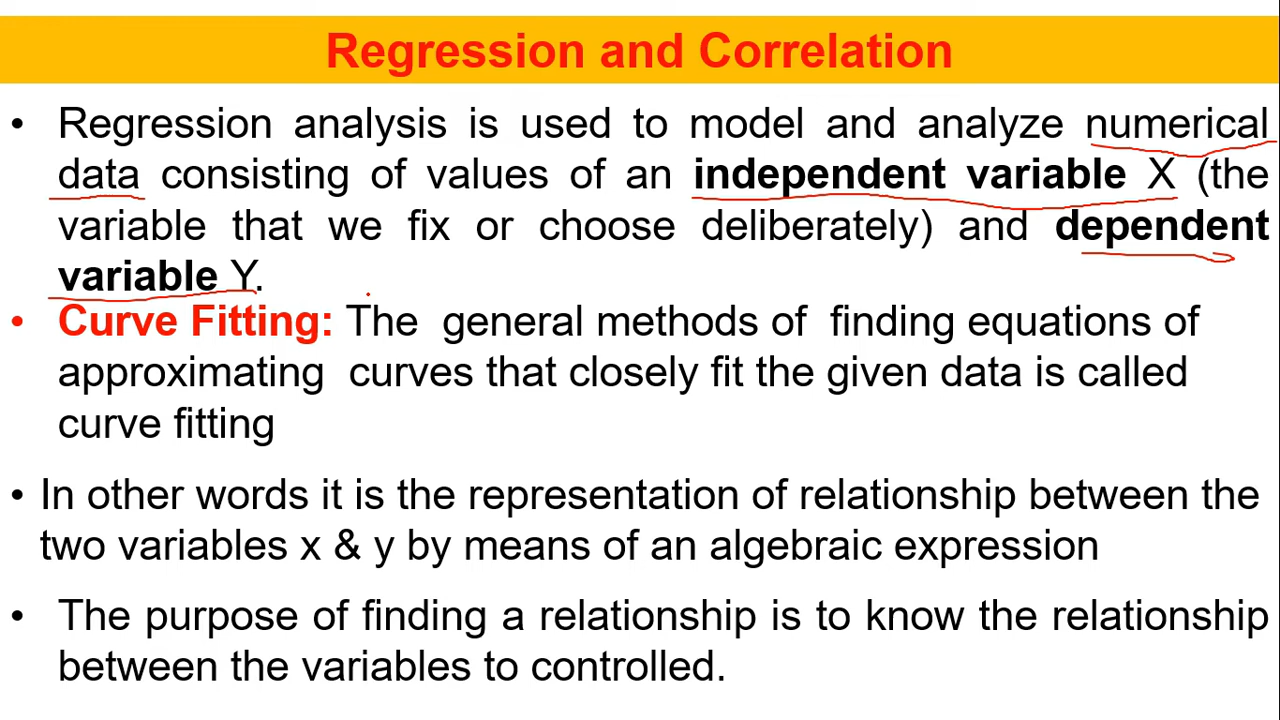 Regression and Correlation
• Regression analysis is used to model and analyze numerical
data consisting of values of an independent variable X (the
variable that we fix or choose deliberately) and dependent
variable Y.
• Curve Fitting: The general methods of finding equations of
approximating curves that closely fit the given data is called
curve fitting
• In other words it is the representation of relationship between the
two variables x & y by means of an algebraic expression
• The purpose of finding a relationship is to know the relationship
between the variables to controlled.